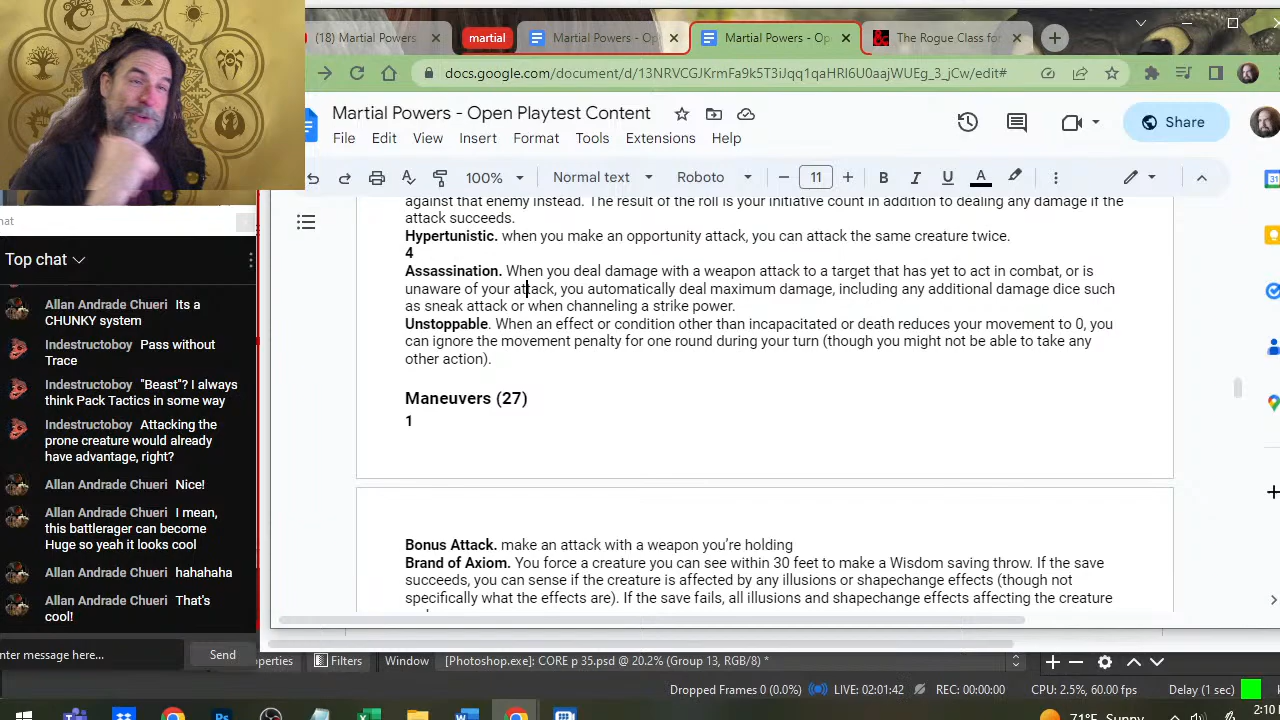 (18) Martial Powers
martial
Martial Powers - Op
Martial Powers - Op
The Rogue Class for
docs.google.com/document/d/13NRVCGJKrmFa9k5T3iJqq1qaHRI6U0aajWUEg_3_jCw/edit#
Martial Powers - Open Playtest Content
File Edit View Insert Format Tools Extensions Help
Share
100% Normal text Roboto 11 B I U A
against that enemy instead. The result of the roll is your initiative count in addition to dealing any damage if the
attack succeeds.
Hypertunistic. when you make an opportunity attack, you can attack the same creature twice.
4
Assassination. When you deal damage with a weapon attack to a target that has yet to act in combat, or is
unaware of your attack, you automatically deal maximum damage, including any additional damage dice such
as sneak attack or when channeling a strike power.
Unstoppable. When an effect or condition other than incapacitated or death reduces your movement to 0, you
can ignore the movement penalty for one round during your turn (though you might not be able to take any
other action).
Maneuvers (27)
1
Bonus Attack. make an attack with a weapon you're holding
Brand of Axiom. You force a creature you can see within 30 feet to make a Wisdom saving throw. If the save
succeeds, you can sense if the creature is affected by any illusions or shapechange effects (though not
specifically what the effects are). If the save fails, all illusions and shapechange effects affecting the creature
hat
Top chat
Allan Andrade Chueri Its a
CHUNKY system
Indestructoboy Pass without
Trace
Indestructoboy "Beast"? I always
think Pack Tactics in some way
Indestructoboy Attacking the
prone creature would already
have advantage, right?
Allan Andrade Chueri Nice!
Allan Andrade Chueri I mean,
this battlerager can become
Huge so yeah it looks cool
Allan Andrade Chueri hahahaha
Allan Andrade Chueri That's
cool!
nter message here...
Send
operties Filters Window [Photoshop.exe]: CORE p 35.psd @ 20.2% (Group 13, RGB/8) *
Dropped Frames 0 (0.0%) LIVE: 02:01:42 REC: 00:00:00 CPU: 2.5%, 60.00 fps Delay (1 sec)
71°F Sunny
2:10